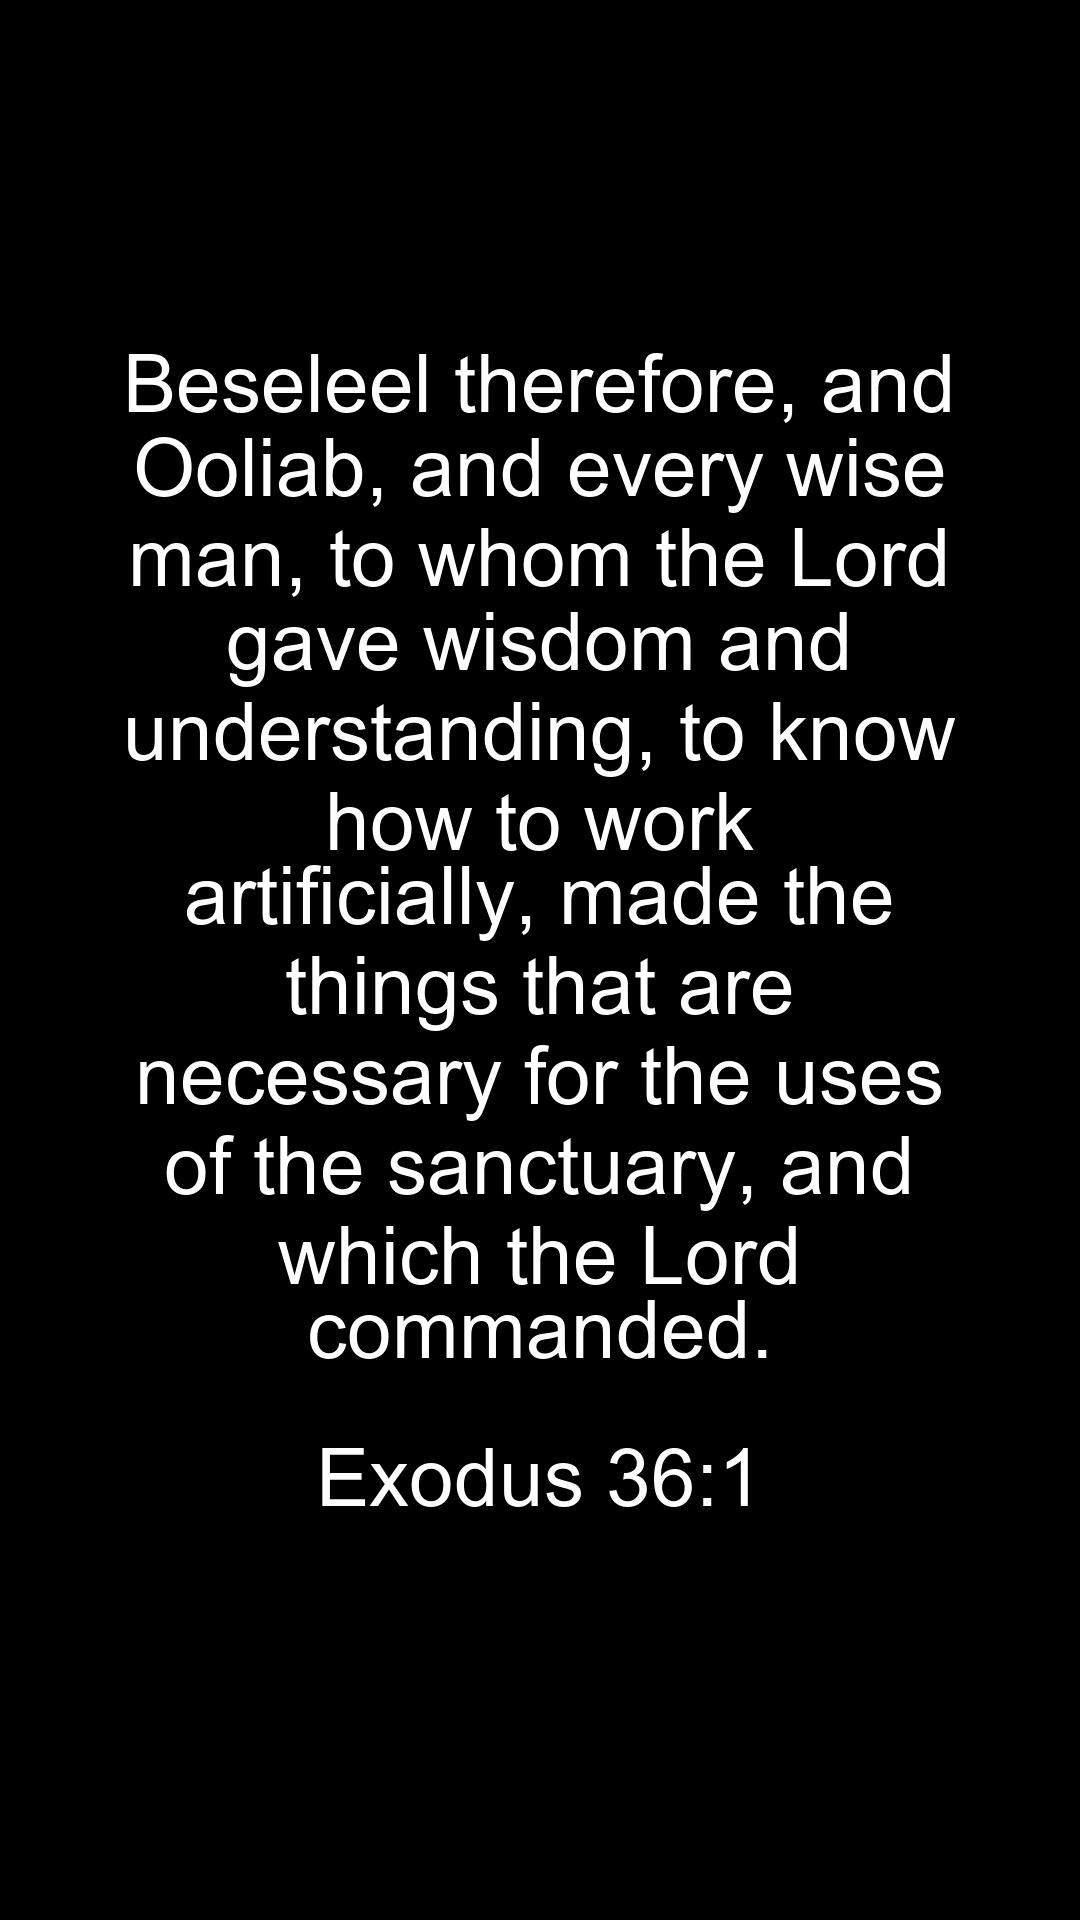 Beseleel therefore, and
Ooliab, and every wise
man, to whom the Lord
gave wisdom and
understanding, to know
how to work
artificially, made the
things that are
necessary for the uses
of the sanctuary, and
which the Lord
commanded.
Exodus 36:1